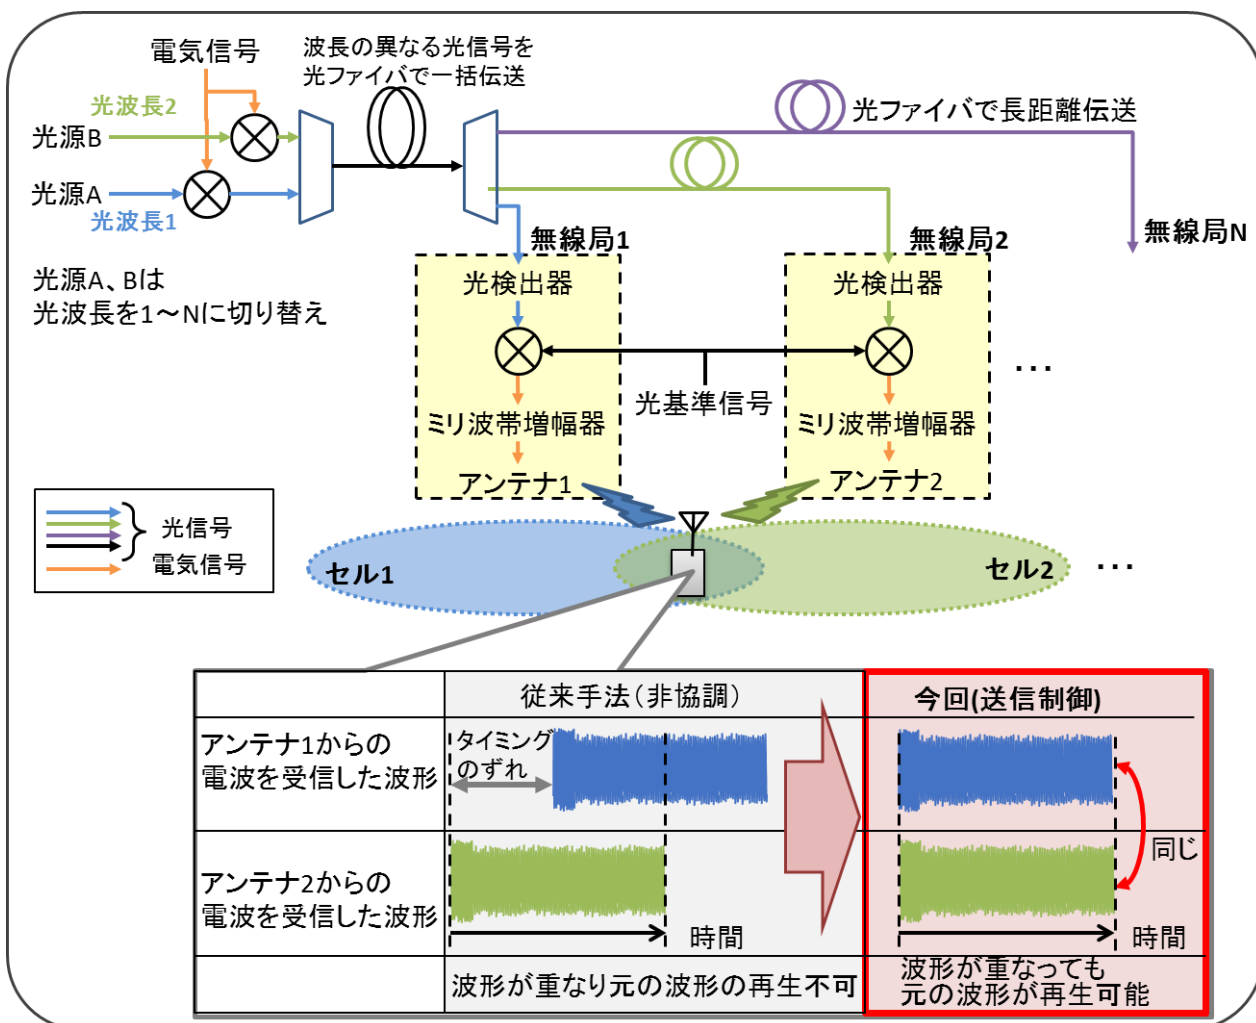 電気信号
波長の異なる光信号を
光ファイバで一括伝送
光波長2
光源B
光ファイバで長距離伝送
光源A
光波長1
無線局1
無線局2
無線局N
光源A、Bは
光波長を1～Nに切り替え
光検出器
光検出器
…
光基準信号
ミリ波帯増幅器
ミリ波帯増幅器
アンテナ1
アンテナ2
光信号
電気信号
セル1
セル2
…
従来手法（非協調）
今回(送信制御)
アンテナ1からの
電波を受信した波形
タイミング
のずれ
同じ
アンテナ2からの
電波を受信した波形
時間
時間
波形が重なり元の波形の再生不可
波形が重なっても
元の波形が再生可能